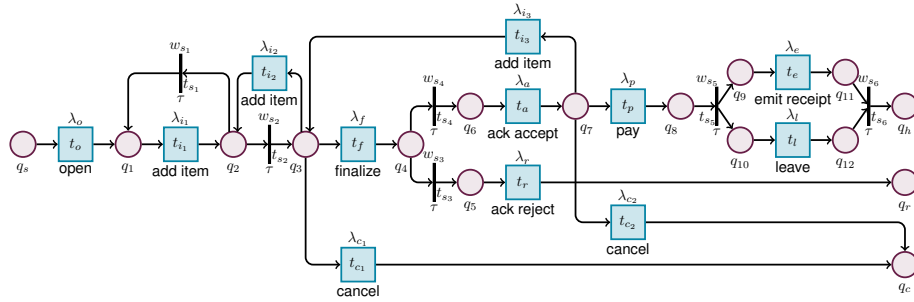 λ_{i_3}
t_{i_3}
add item
w_{s_1}
t_{s_1}
τ
λ_{i_2}
t_{i_2}
add item
w_{s_4}
t_{s_4}
τ
λ_a
t_a
ack accept
q_6
q_7
λ_p
t_p
pay
q_8
w_{s_5}
t_{s_5}
τ
q_9
λ_e
t_e
emit receipt
q_{11}
w_{s_6}
t_{s_6}
τ
q_h
q_s
λ_o
t_o
open
q_1
λ_{i_1}
t_{i_1}
add item
q_2
w_{s_2}
t_{s_2}
τ
q_3
λ_f
t_f
finalize
q_4
q_{10}
λ_l
t_l
leave
q_{12}
w_{s_3}
t_{s_3}
τ
q_5
λ_r
t_r
ack reject
q_r
λ_{c_2}
t_{c_2}
cancel
λ_{c_1}
t_{c_1}
cancel
q_c